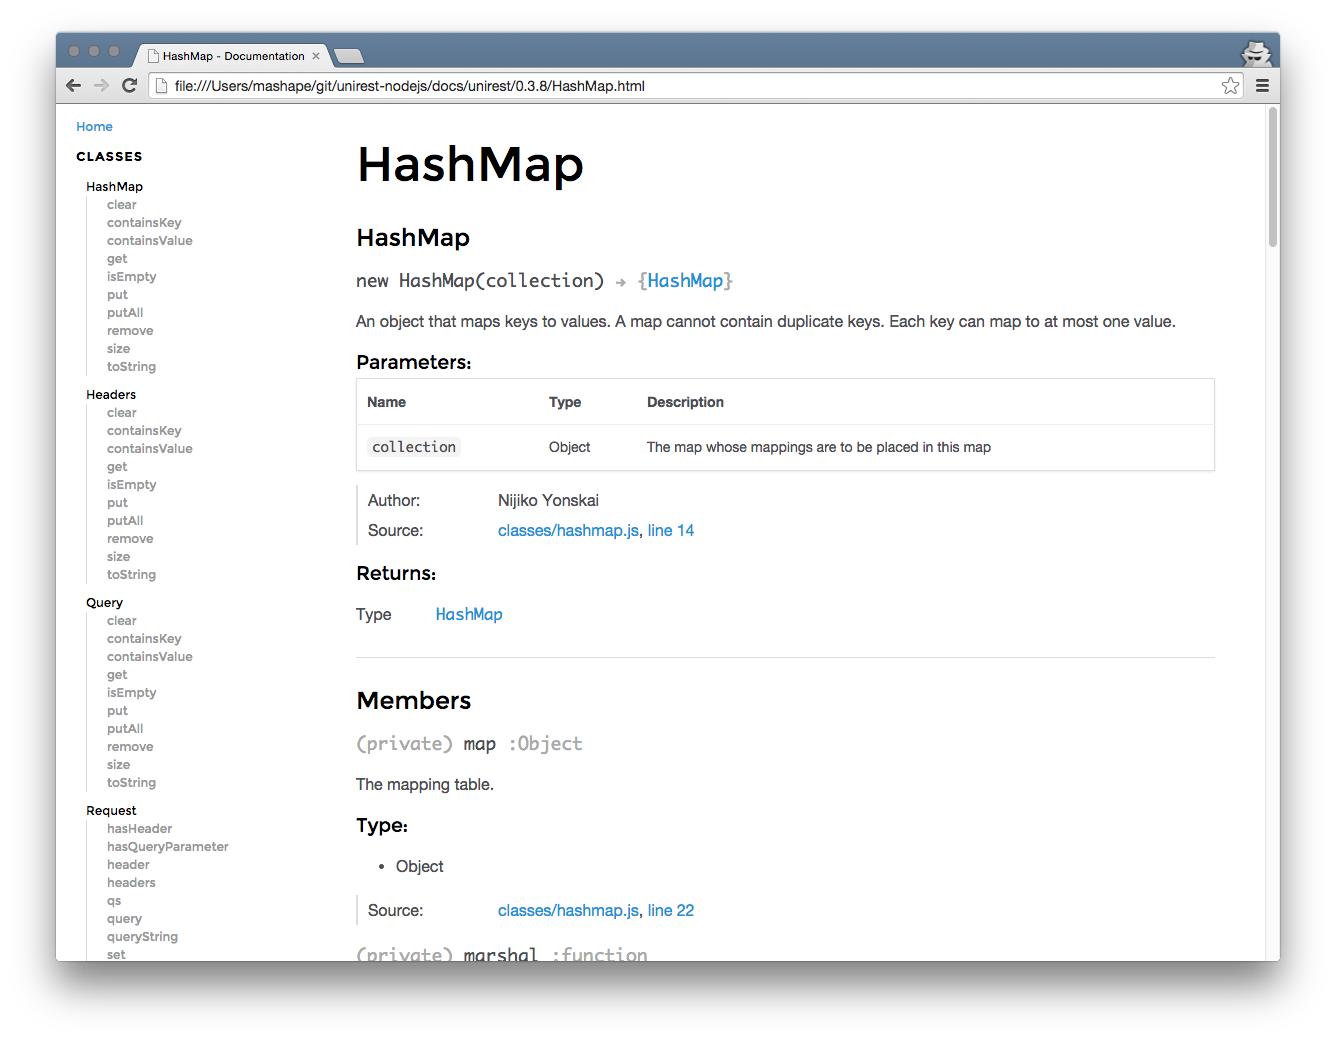 HashMap - Documentation
file:///Users/mashape/git/unirest-nodejs/docs/unirest/0.3.8/HashMap.html
Home
CLASSES
HashMap
clear
containsKey
containsValue
get
isEmpty
put
putAll
remove
size
toString
Headers
clear
containsKey
containsValue
get
isEmpty
put
putAll
remove
size
toString
Query
clear
containsKey
containsValue
get
isEmpty
put
putAll
remove
size
toString
Request
hasHeader
hasQueryParameter
header
headers
qs
query
queryString
set
HashMap
HashMap
new HashMap(collection) → {HashMap}
An object that maps keys to values. A map cannot contain duplicate keys. Each key can map to at most one value.
Parameters:
Name Type Description
collection Object The map whose mappings are to be placed in this map
Author: Nijiko Yonskai
Source: classes/hashmap.js, line 14
Returns:
Type HashMap
Members
(private) map :Object
The mapping table.
Type:
• Object
Source: classes/hashmap.js, line 22
(private) marshal :function